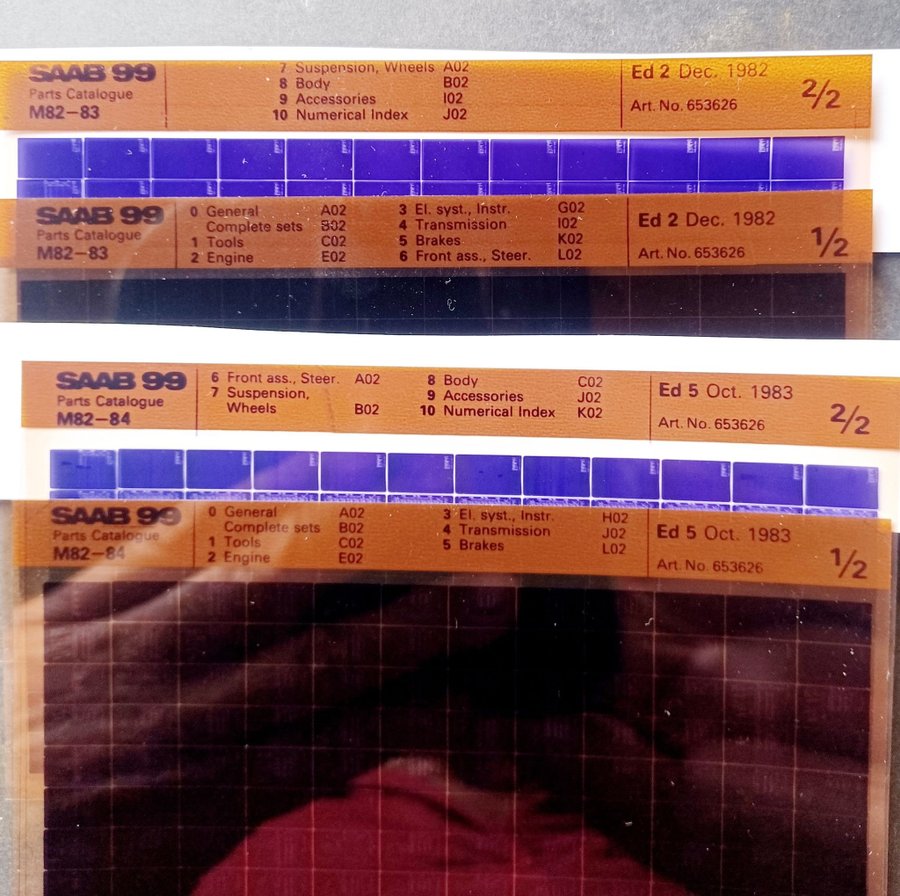 SAAB 99
Parts Catalogue
M82–83
7 Suspension, Wheels A02
8 Body B02
9 Accessories I02
10 Numerical Index J02
Ed 2 Dec. 1982
Art. No. 653626
2/2
SAAB 99
Parts Catalogue
M82–83
0 General A02
Complete sets B02
1 Tools C02
2 Engine E02
3 El. syst., Instr. G02
4 Transmission I02
5 Brakes K02
6 Front ass., Steer. L02
Ed 2 Dec. 1982
Art. No. 653626
1/2
SAAB 99
Parts Catalogue
M82–84
6 Front ass., Steer. A02
7 Suspension,
Wheels B02
8 Body C02
9 Accessories J02
10 Numerical Index K02
Ed 5 Oct. 1983
Art. No. 653626
2/2
SAAB 99
Parts Catalogue
M82–84
0 General A02
Complete sets B02
1 Tools C02
2 Engine E02
3 El. syst., Instr. H02
4 Transmission J02
5 Brakes L02
Ed 5 Oct. 1983
Art. No. 653626
1/2